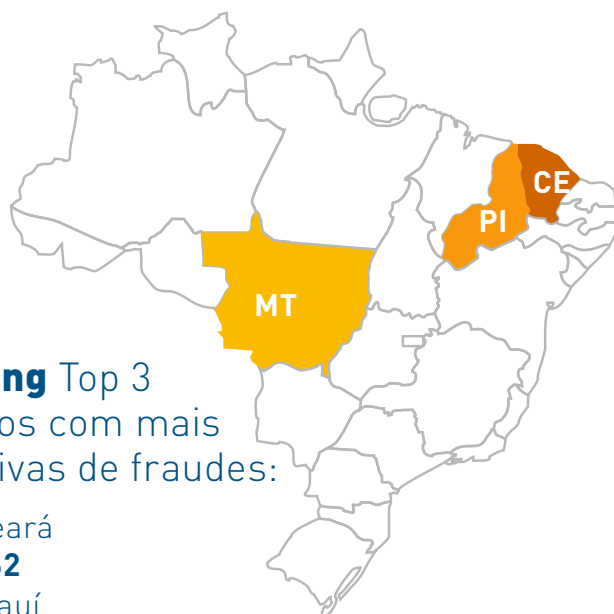 CE
PI
MT
ng Top 3
os com mais
ivas de fraudes:
eará
2
auí